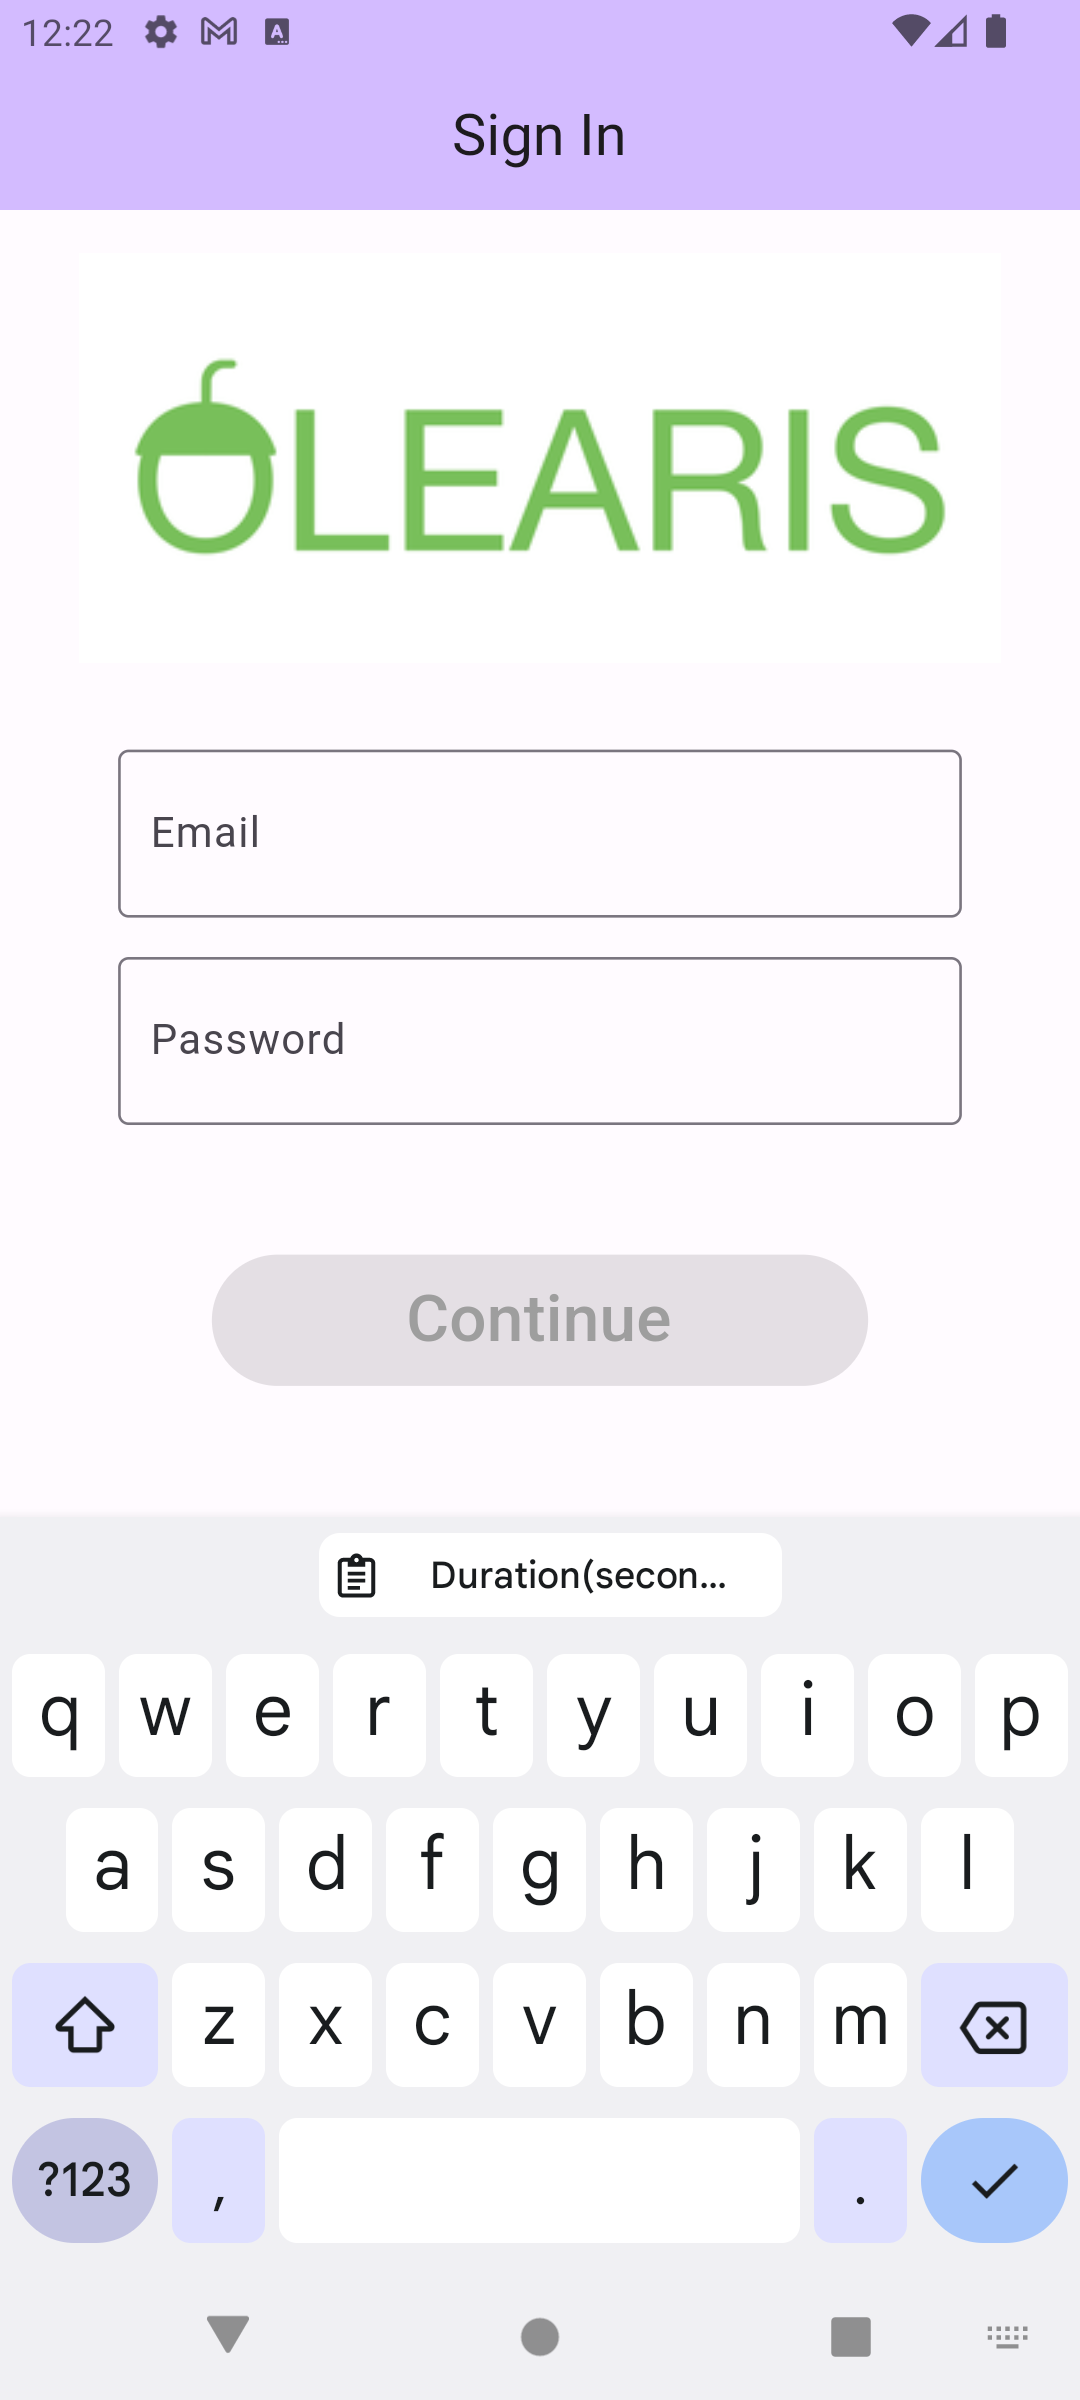 12:22
Sign In
OLEARIS
Email
Password
Continue
Duration(secon...
q w e r t y u i o p
a s d f g h j k l
z x c v b n m
?123 , .